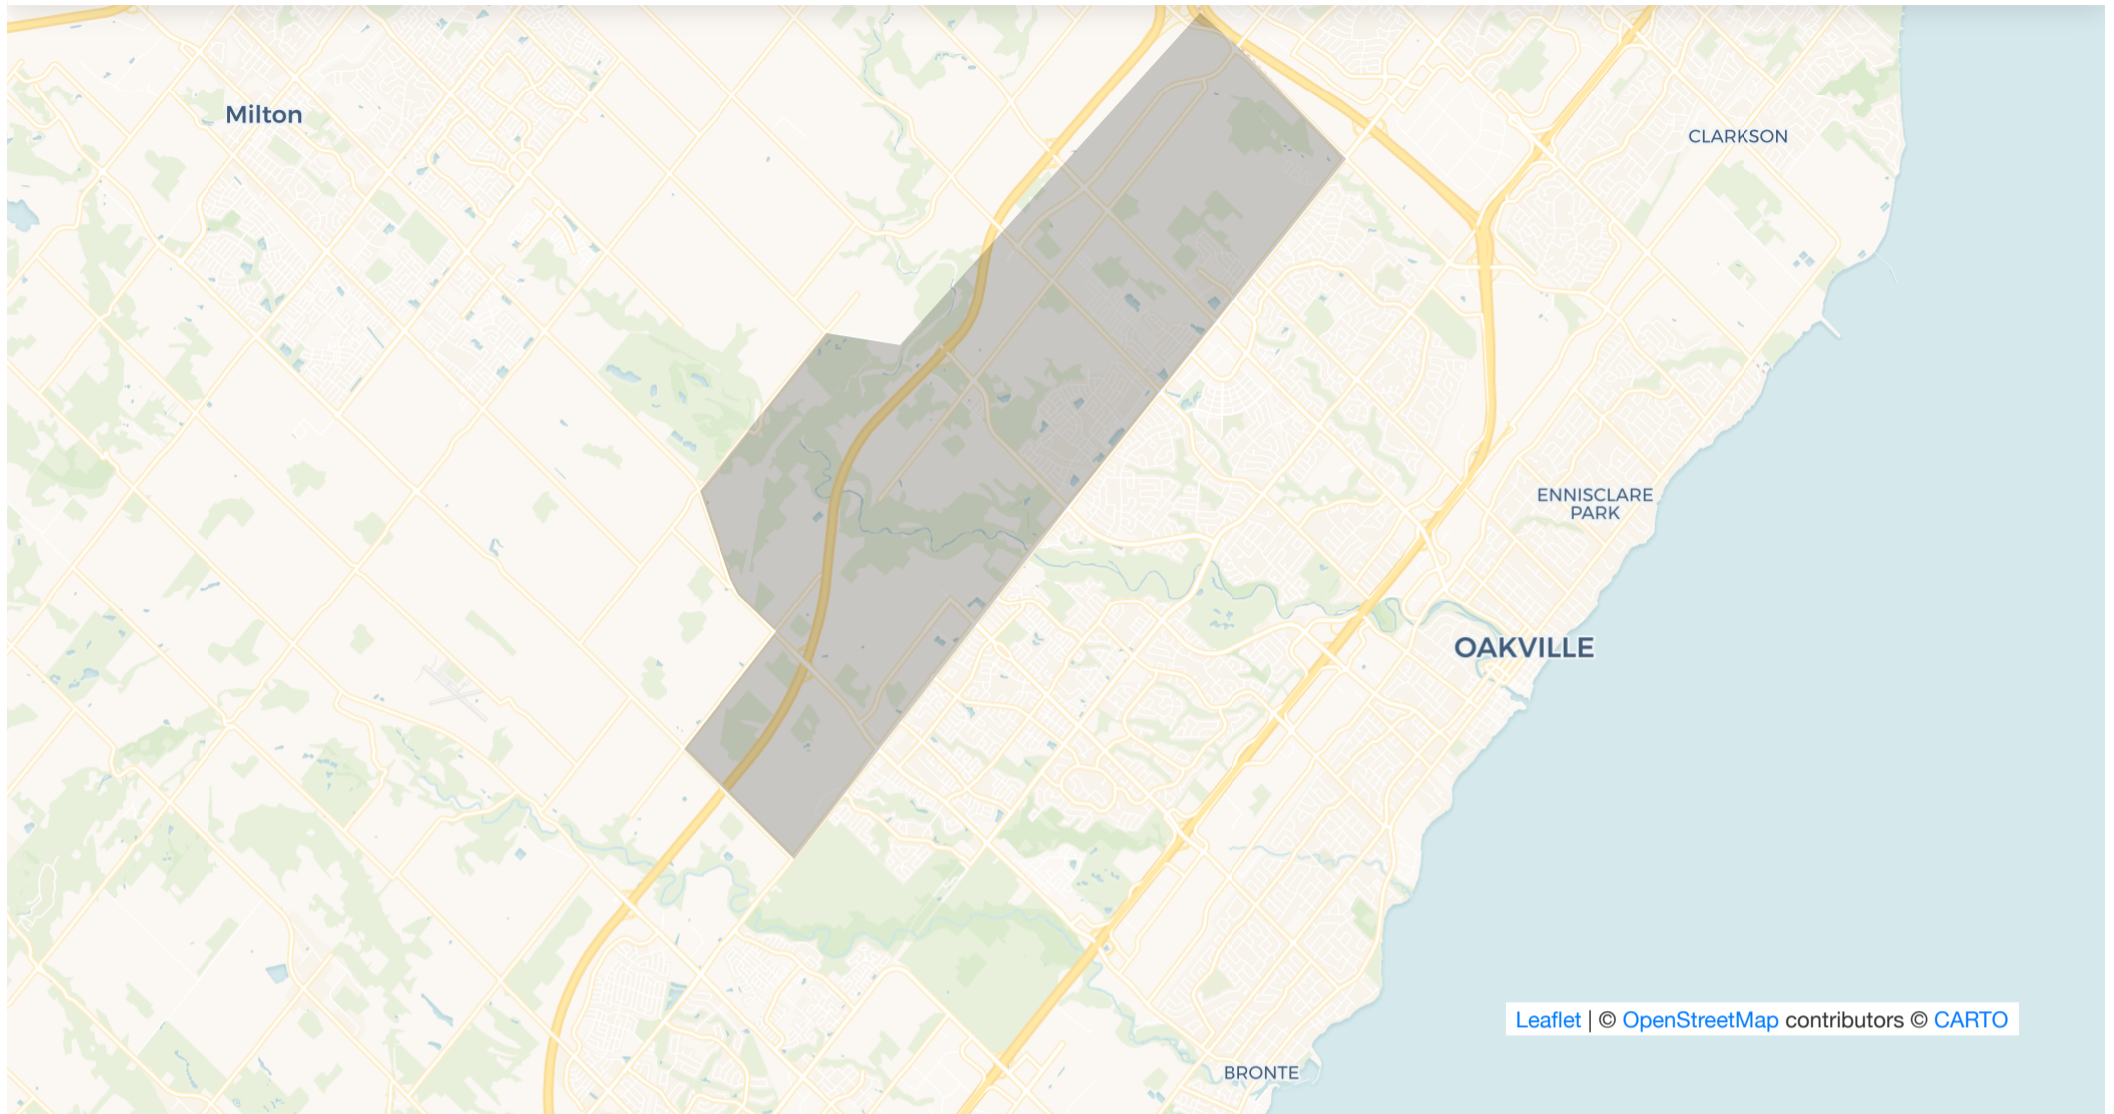 Milton
CLARKSON
ENNISCLARE
PARK
OAKVILLE
Leaflet | © OpenStreetMap contributors © CARTO
BRONTE